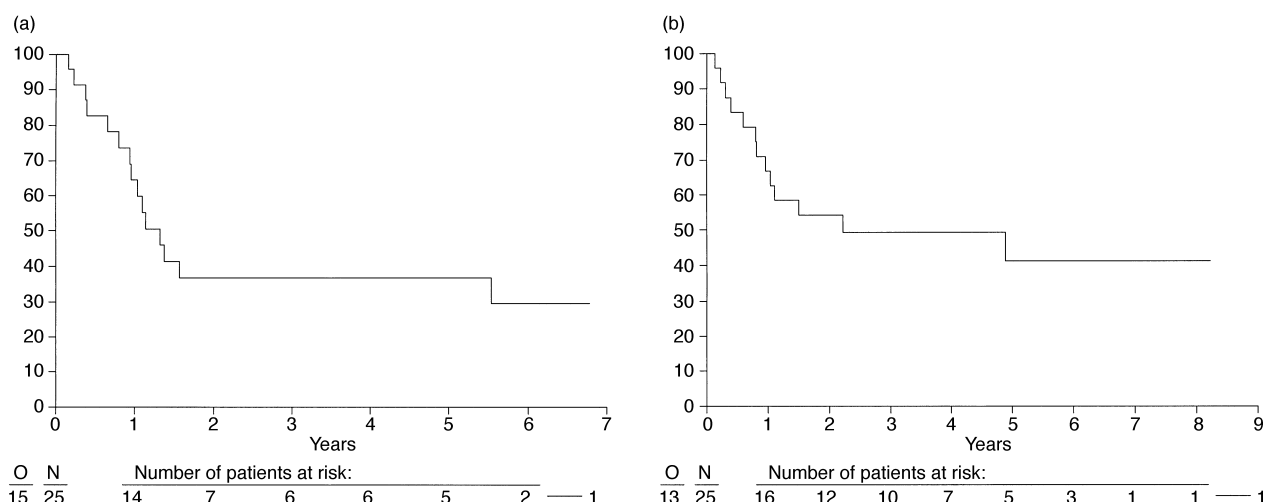 (a)
100
90
80
70
60
50
40
30
20
10
0
0 1 2 3 4 5 6 7
Years
O N Number of patients at risk:
15 25 14 7 6 6 5 2 1
(b)
100
90
80
70
60
50
40
30
20
10
0
0 1 2 3 4 5 6 7 8 9
Years
O N Number of patients at risk:
13 25 16 12 10 7 5 3 1 1 1